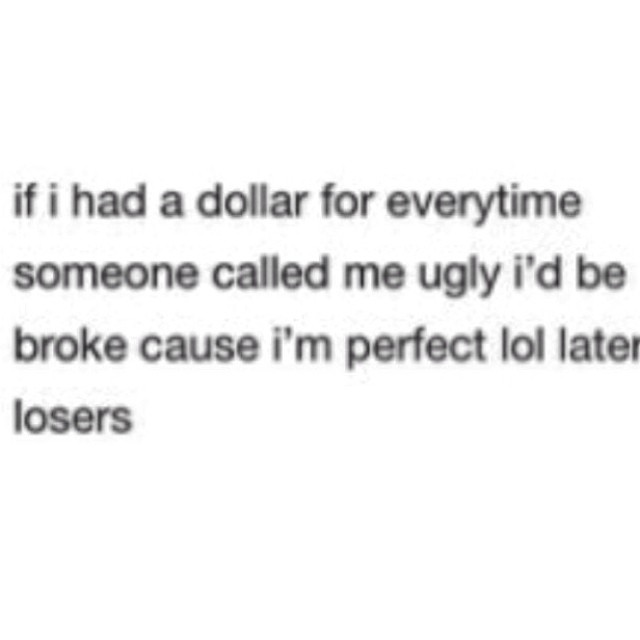 if i had a dollar for everytime
someone called me ugly i'd be
broke cause i'm perfect lol later
losers